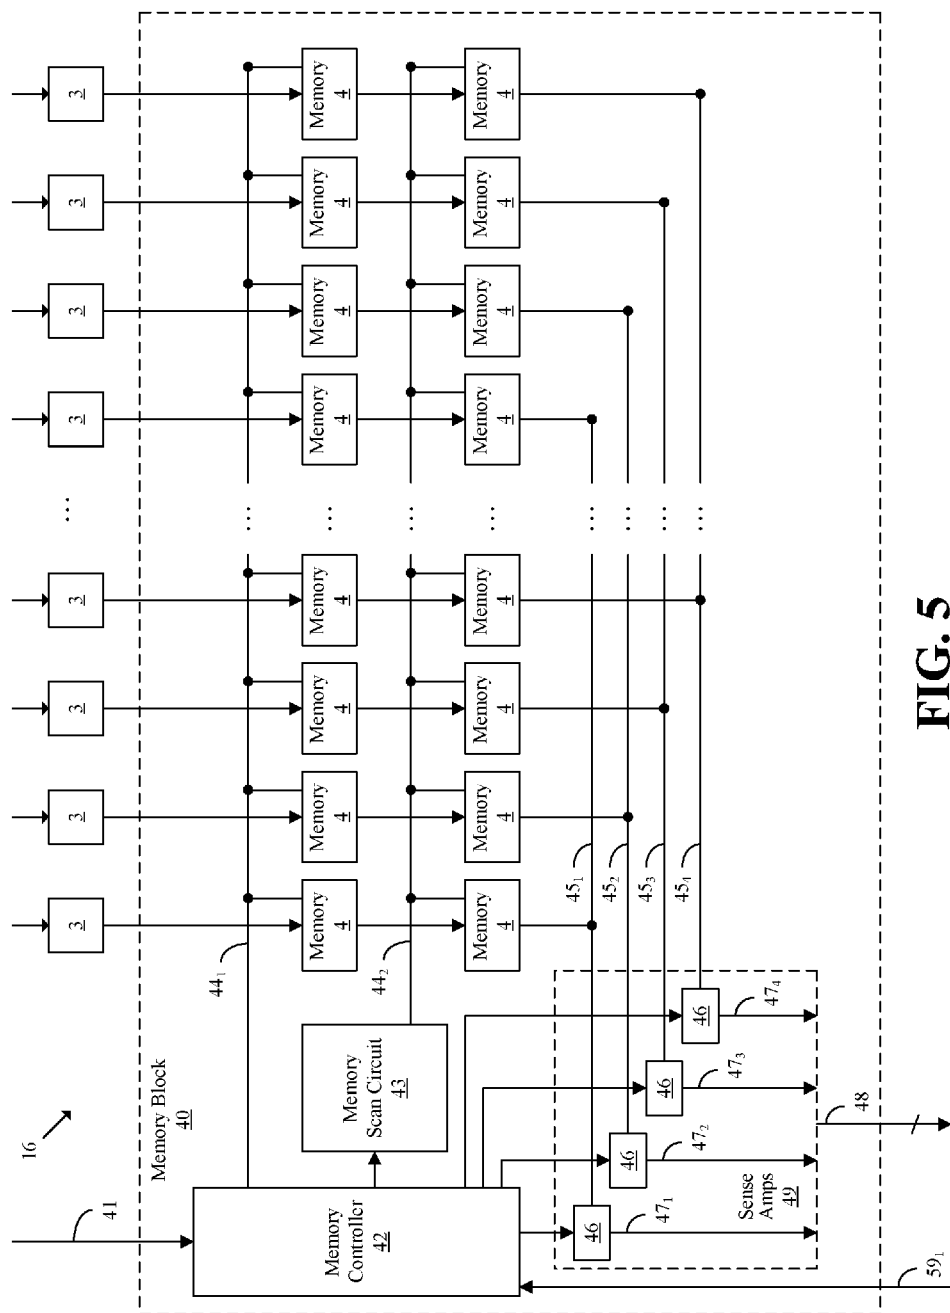 16
41
3
3
3
3
...
3
3
3
3
Memory Block
40
Memory
Controller
42
44₁
...
Memory
Scan Circuit
43
Memory
4
Memory
4
Memory
4
Memory
4
...
Memory
4
Memory
4
Memory
4
Memory
4
44₂
...
Memory
4
Memory
4
Memory
4
Memory
4
...
Memory
4
Memory
4
Memory
4
Memory
4
45₁
...
45₂
...
45₃
...
45₄
...
46
46
46
46
47₁
47₂
47₃
47₄
Sense
Amps
49
59₁
48
FIG. 5